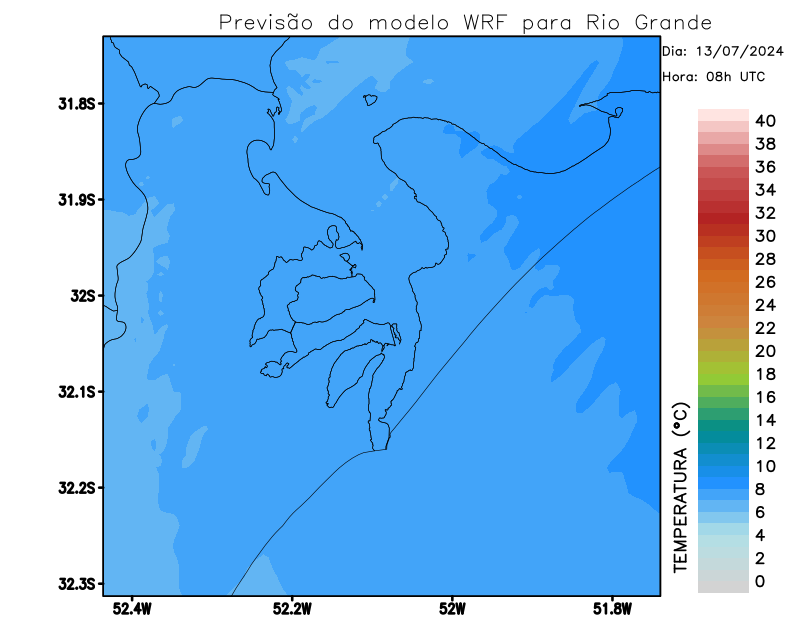 Previsão do modelo WRF para Rio Grande
Dia: 13/07/2024
Hora: 08h UTC
31.8S
31.9S
32S
32.1S
32.2S
32.3S
52.4W
52.2W
52W
51.8W
TEMPERATURA (°C)
40
38
36
34
32
30
28
26
24
22
20
18
16
14
12
10
8
6
4
2
0